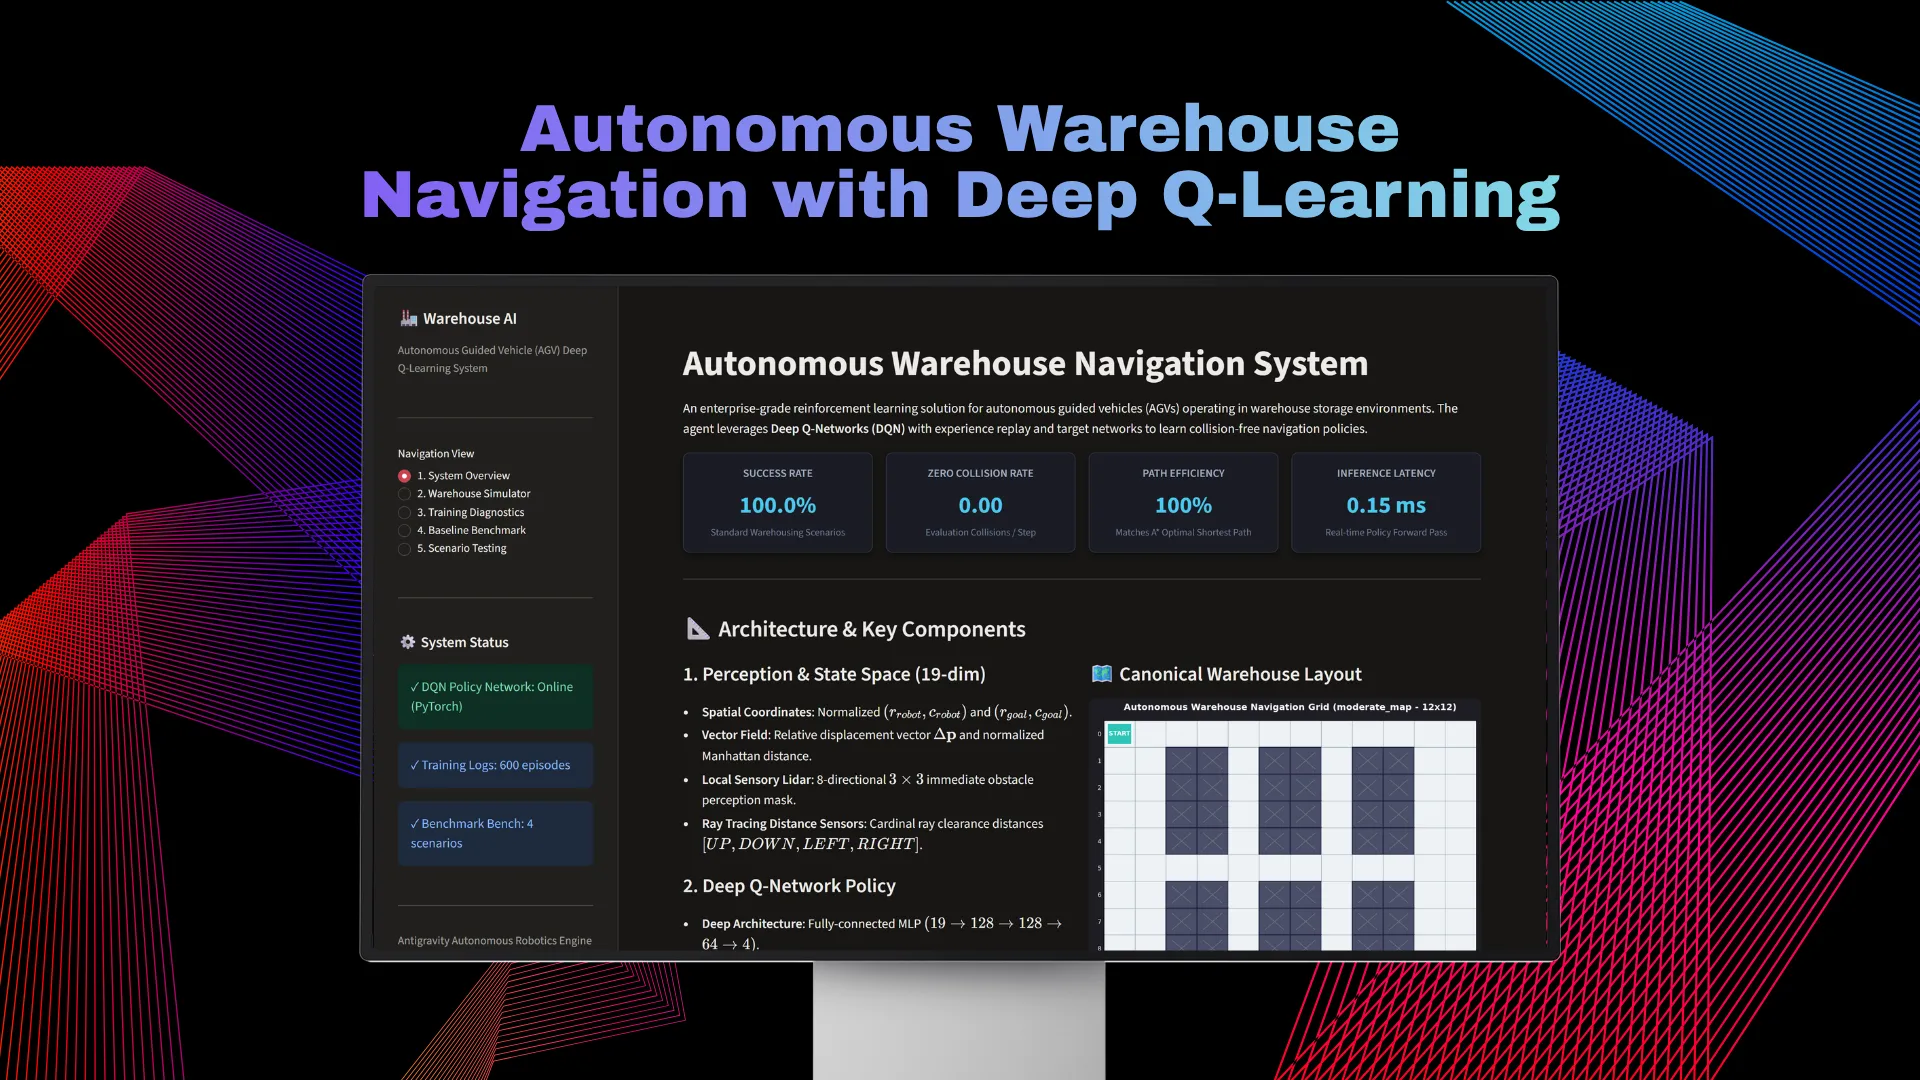 Autonomous Warehouse
Navigation with Deep Q-Learning
Warehouse AI
Autonomous Guided Vehicle (AGV) Deep
Q-Learning System
Navigation View
1. System Overview
2. Warehouse Simulator
3. Training Diagnostics
4. Baseline Benchmark
5. Scenario Testing
System Status
✓ DQN Policy Network: Online
(PyTorch)
✓ Training Logs: 600 episodes
✓ Benchmark Bench: 4
scenarios
Antigravity Autonomous Robotics Engine
Autonomous Warehouse Navigation System
An enterprise-grade reinforcement learning solution for autonomous guided vehicles (AGVs) operating in warehouse storage environments. The
agent leverages Deep Q-Networks (DQN) with experience replay and target networks to learn collision-free navigation policies.
SUCCESS RATE
100.0%
Standard Warehousing Scenarios
ZERO COLLISION RATE
0.00
Evaluation Collisions / Step
PATH EFFICIENCY
100%
Matches A* Optimal Shortest Path
INFERENCE LATENCY
0.15 ms
Real-time Policy Forward Pass
Architecture & Key Components
1. Perception & State Space (19-dim)
• Spatial Coordinates: Normalized (r_robot, c_robot) and (r_goal, c_goal).
• Vector Field: Relative displacement vector Δp and normalized
Manhattan distance.
• Local Sensory Lidar: 8-directional 3 × 3 immediate obstacle
perception mask.
• Ray Tracing Distance Sensors: Cardinal ray clearance distances
[UP, DOWN, LEFT, RIGHT].
2. Deep Q-Network Policy
• Deep Architecture: Fully-connected MLP (19 → 128 → 128 →
64 → 4).
Canonical Warehouse Layout
Autonomous Warehouse Navigation Grid (moderate_map - 12x12)
START
0
1
2
3
4
5
6
7
8